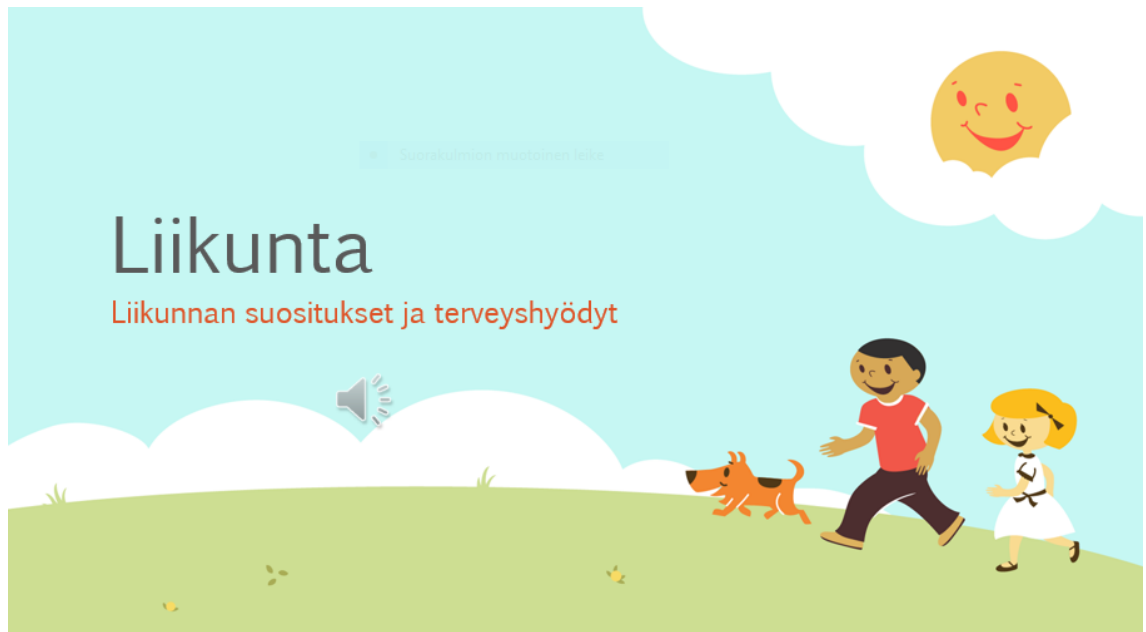 Suorakulmion muotoinen leike
Liikunta
Liikunnan suositukset ja terveyshyödyt